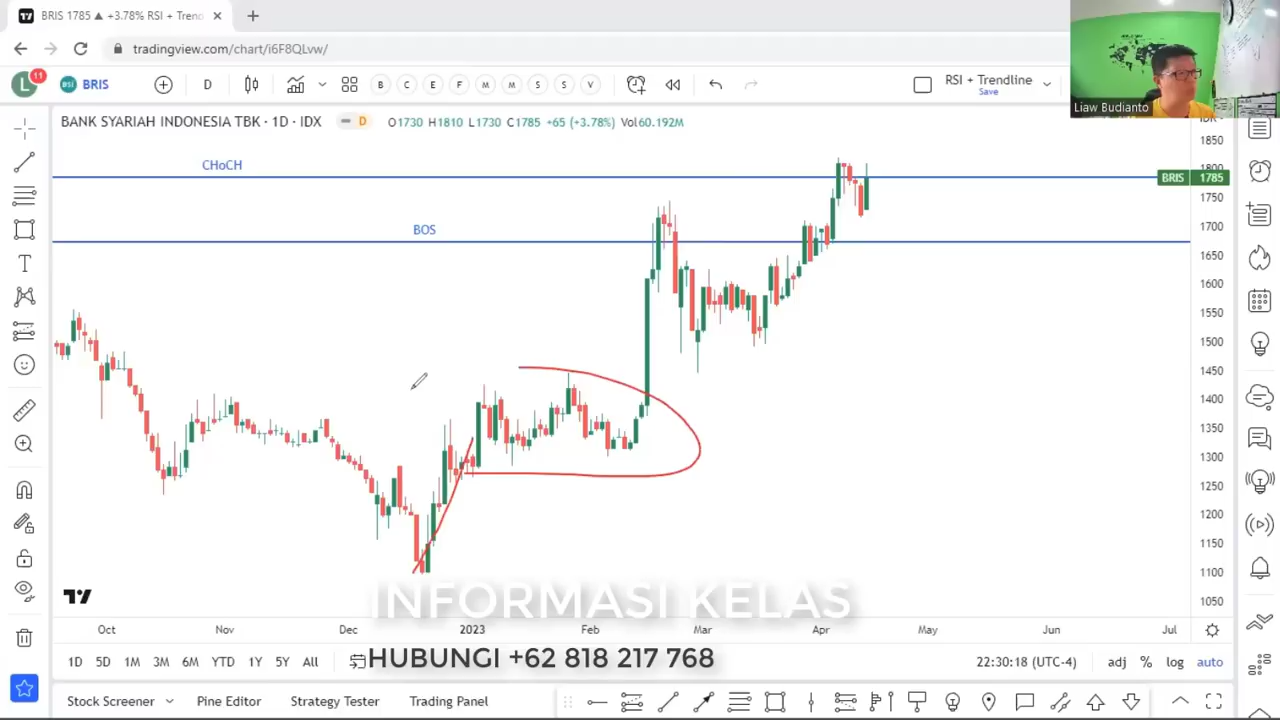 BRIS 1785 ▲ +3.78% RSI + Trend
tradingview.com/chart/i6F8QLvw/
L 11 BRIS D B C E F M M S S V RSI + Trendline
Save
Liaw Budianto
BANK SYARIAH INDONESIA TBK · 1D · IDX D 1730 H1810 L1730 (+3.78%) Vol60.192M
1850
CHoCH
1800
BRIS 1785
1750
BOS
1700
1650
1600
1550
1500
1450
1400
1350
1300
1250
1200
1150
1100
1050
INFORMASI KELAS
Oct Nov Dec 2023 Feb Mar Apr May Jun Jul
1D 5D 1M 3M 6M YTD 1Y 5Y All
HUBUNGI +62 818 217 768
22:30:18 (UTC-4) adj % log auto
Stock Screener Pine Editor Strategy Tester Trading Panel